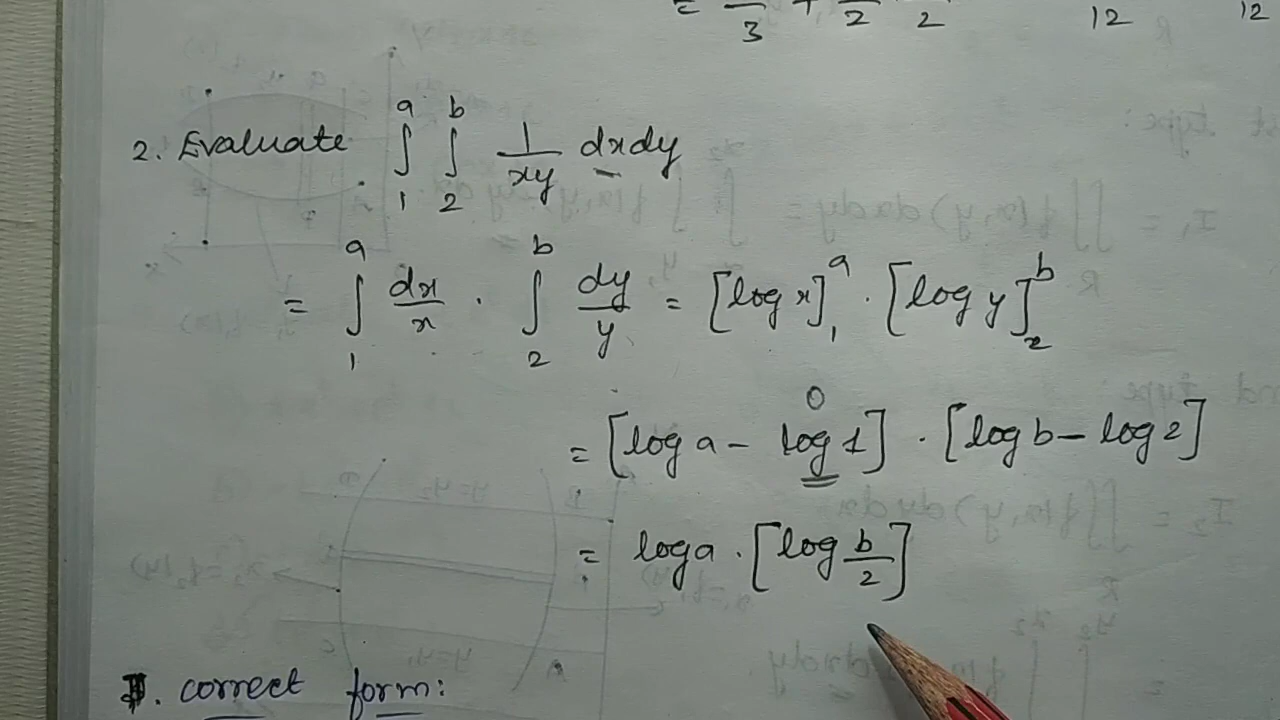 = /3 + /2 /2 12 12
2. Evaluate ∫₁ᵃ ∫₂ᵇ 1/xy dxdy
= ∫₁ᵃ dx/x · ∫₂ᵇ dy/y = [log x]₁ᵃ · [log y]₂ᵇ
= [log a - log 1] · [log b - log 2] 0
= log a · [log b/2]
. correct form: